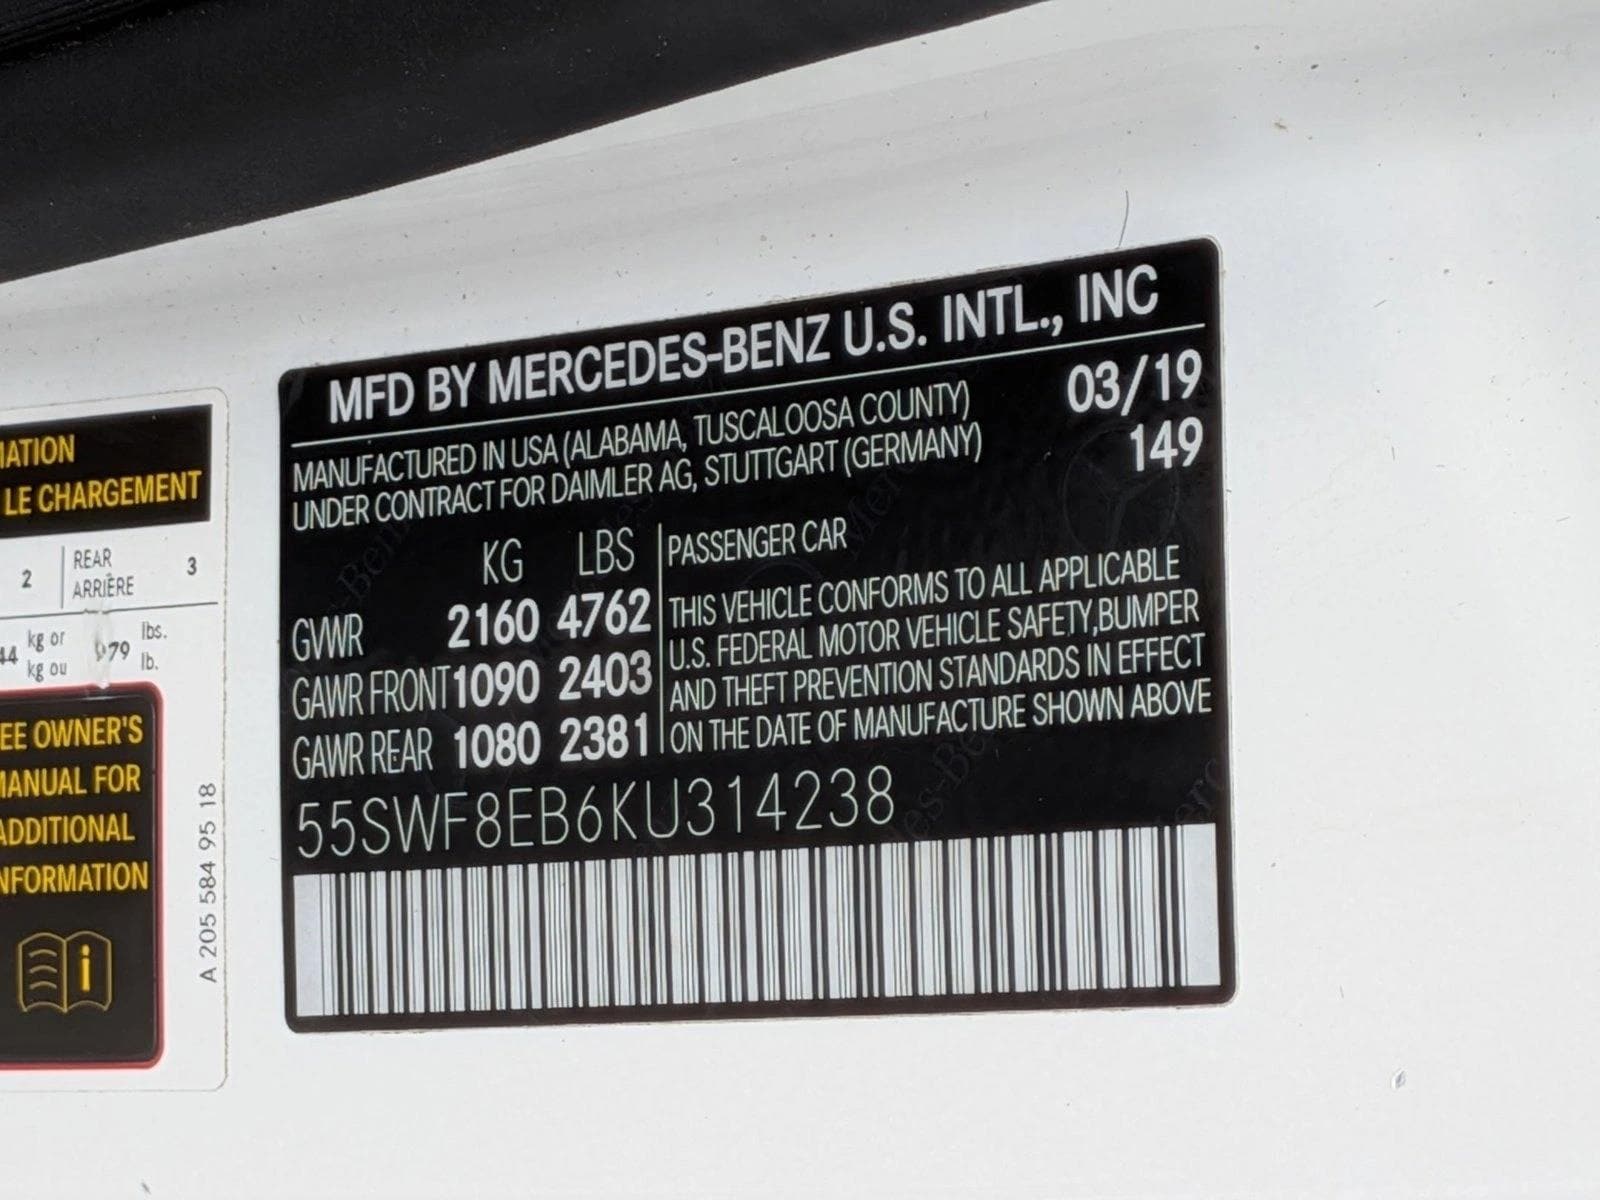 MFD BY MERCEDES-BENZ U.S. INTL., INC
MANUFACTURED IN USA (ALABAMA, TUSCALOOSA COUNTY) 03/19
UNDER CONTRACT FOR DAIMLER AG, STUTTGART (GERMANY) 149
KG LBS
GVWR 2160 4762
GAWR FRONT 1090 2403
GAWR REAR 1080 2381
PASSENGER CAR
THIS VEHICLE CONFORMS TO ALL APPLICABLE
U.S. FEDERAL MOTOR VEHICLE SAFETY,BUMPER
AND THEFT PREVENTION STANDARDS IN EFFECT
ON THE DATE OF MANUFACTURE SHOWN ABOVE
55SWF8EB6KU314238
LE CHARGEMENT
2 REAR 3
ARRIÈRE
kg or lbs.
kg ou lb.
OWNER'S
FOR
ADDITIONAL
A 205 584 95 18